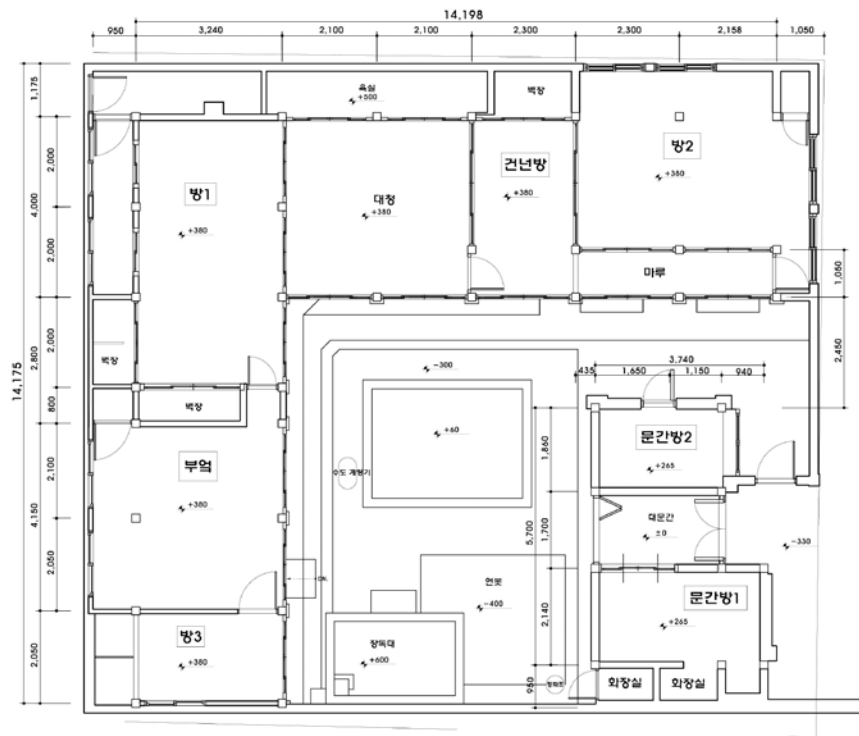 14,198
950
3,240
2,100
2,100
2,300
2,300
2,158
1,050
14,175
1,175
2,000
4,000
2,000
2,000
2,800
800
2,100
4,150
2,050
2,050
욕실
+500
벽장
방1
+380
대청
+380
건넌방
+380
방2
+380
마루
1,050
2,450
벽장
벽장
부엌
+380
-300
+60
수도 계량기
3,740
435
1,650
1,150
940
1,860
5,700
1,700
2,140
950
문간방2
+265
대문간
±0
-330
문간방1
+265
연못
-400
장독대
+600
방3
+380
화장실
화장실